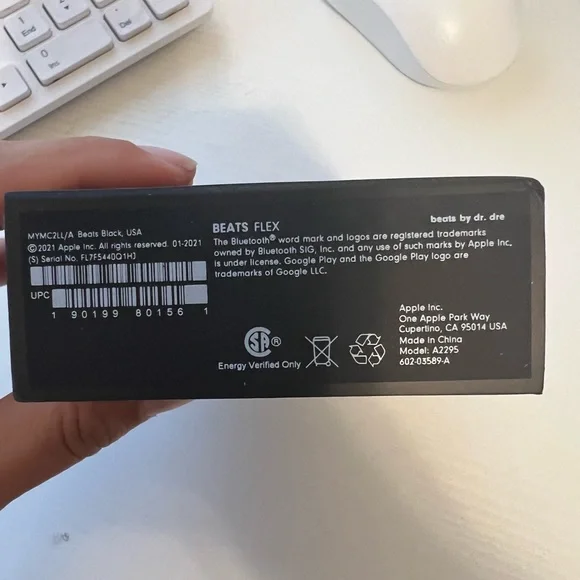 End
0
Ins
MYMC2LL/A Beats Black, USA
©2021 Apple Inc. All rights reserved. 01-2021
(S) Serial No. FL7F5440Q1HJ
UPC
1 90199 80156 1
BEATS FLEX
beats by dr. dre
The Bluetooth® word mark and logos are registered trademarks
owned by Bluetooth SIG, Inc. and any use of such marks by Apple Inc.
is under license. Google Play and the Google Play logo are
trademarks of Google LLC.
SA ®
Energy Verified Only
Apple Inc.
One Apple Park Way
Cupertino, CA 95014 USA
Made in China
Model: A2295
602-03589-A